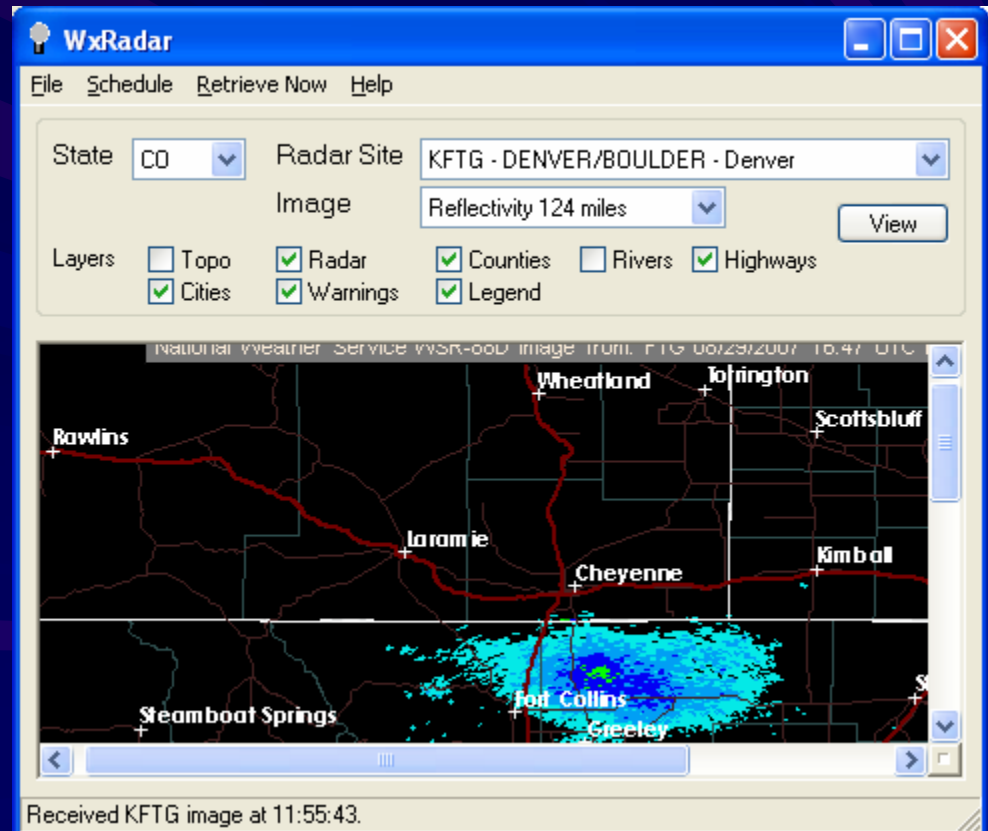 WxRadar
File Schedule Retrieve Now Help
State CO Radar Site KFTG - DENVER/BOULDER - Denver
Image Reflectivity 124 miles
View
Layers Topo Radar Counties Rivers Highways
Cities Warnings Legend
National Weather Service WSR-88D Image from: FTG 08/29/2007 16:47 UTC
Wheatland Torrington
Scottsbluff
Rawlins
Laramie
Kimball
Cheyenne
Fort Collins
Steamboat Springs
Greeley
Received KFTG image at 11:55:43.